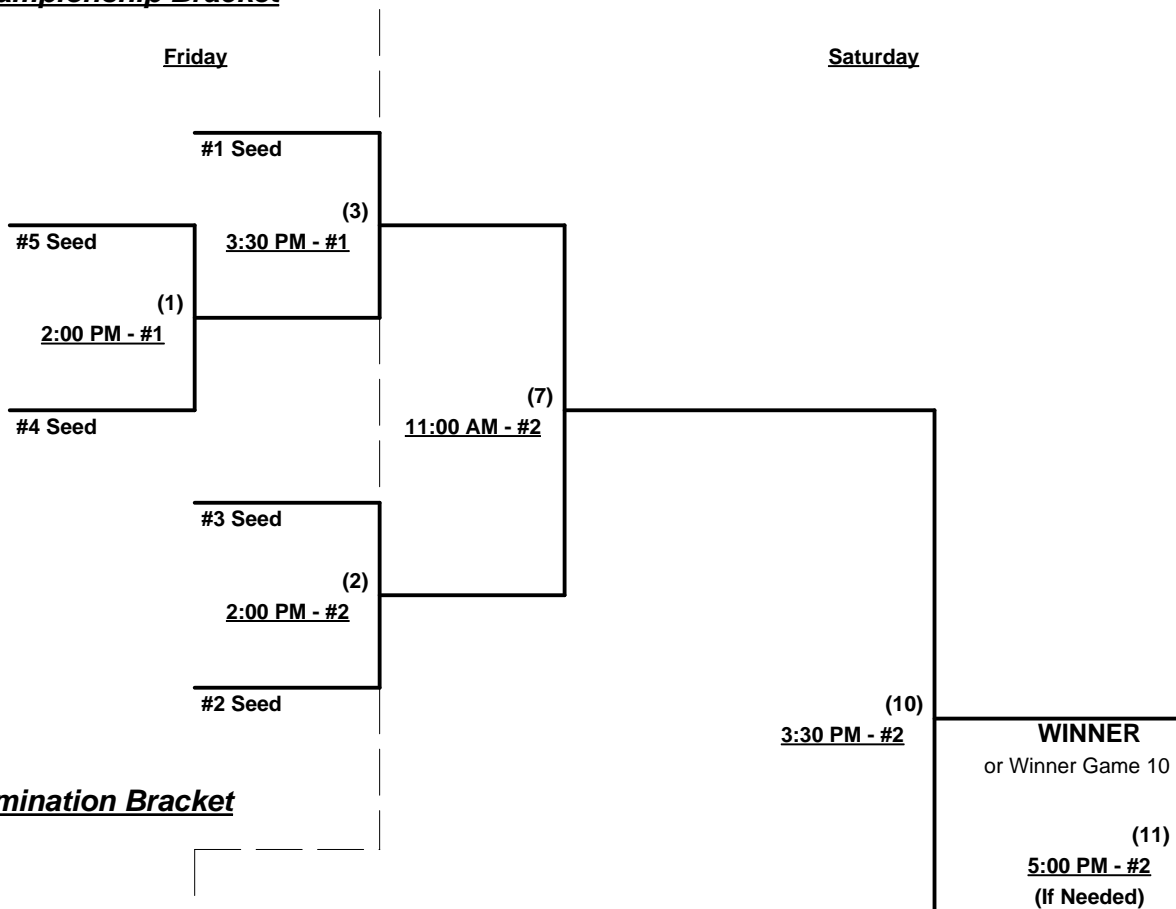 ampionship Bracket
Friday
Saturday
#1 Seed
(3)
3:30 PM - #1
#5 Seed
(1)
2:00 PM - #1
#4 Seed
(7)
11:00 AM - #2
#3 Seed
(2)
2:00 PM - #2
#2 Seed
(10)
3:30 PM - #2
WINNER
or Winner Game 10
mination Bracket
(11)
5:00 PM - #2
(If Needed)